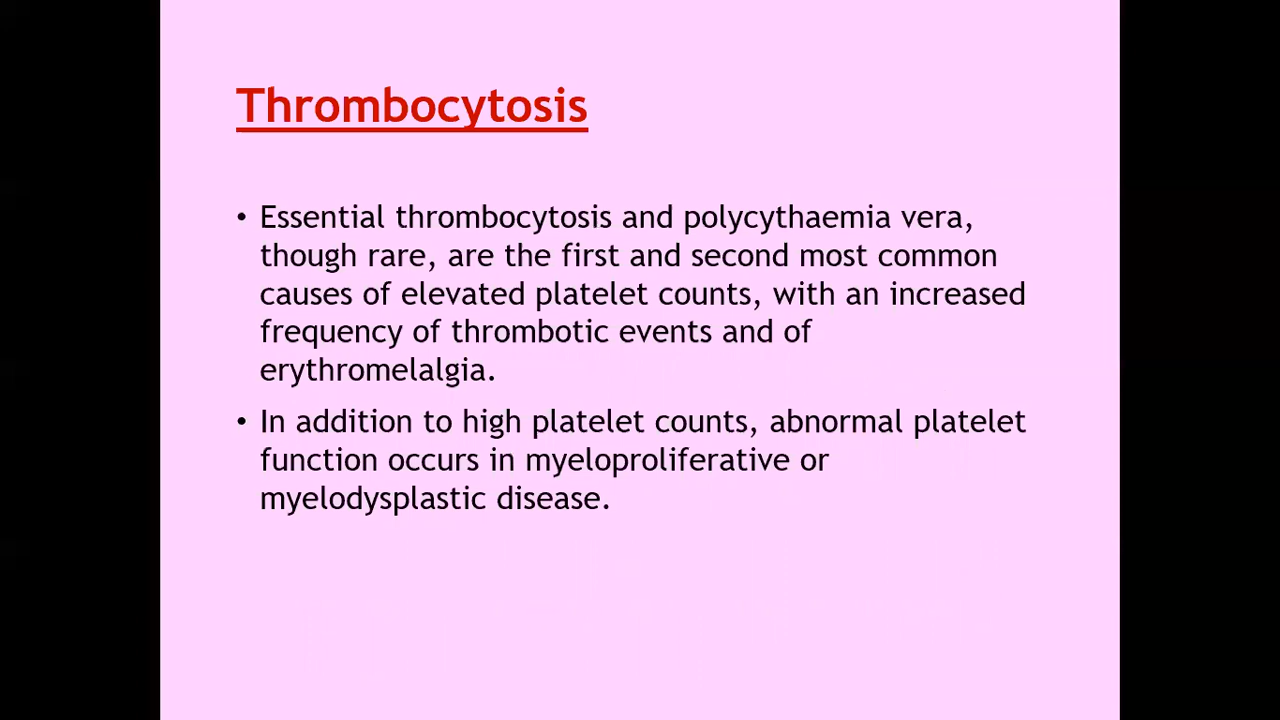 Thrombocytosis
• Essential thrombocytosis and polycythaemia vera,
though rare, are the first and second most common
causes of elevated platelet counts, with an increased
frequency of thrombotic events and of
erythromelalgia.
• In addition to high platelet counts, abnormal platelet
function occurs in myeloproliferative or
myelodysplastic disease.